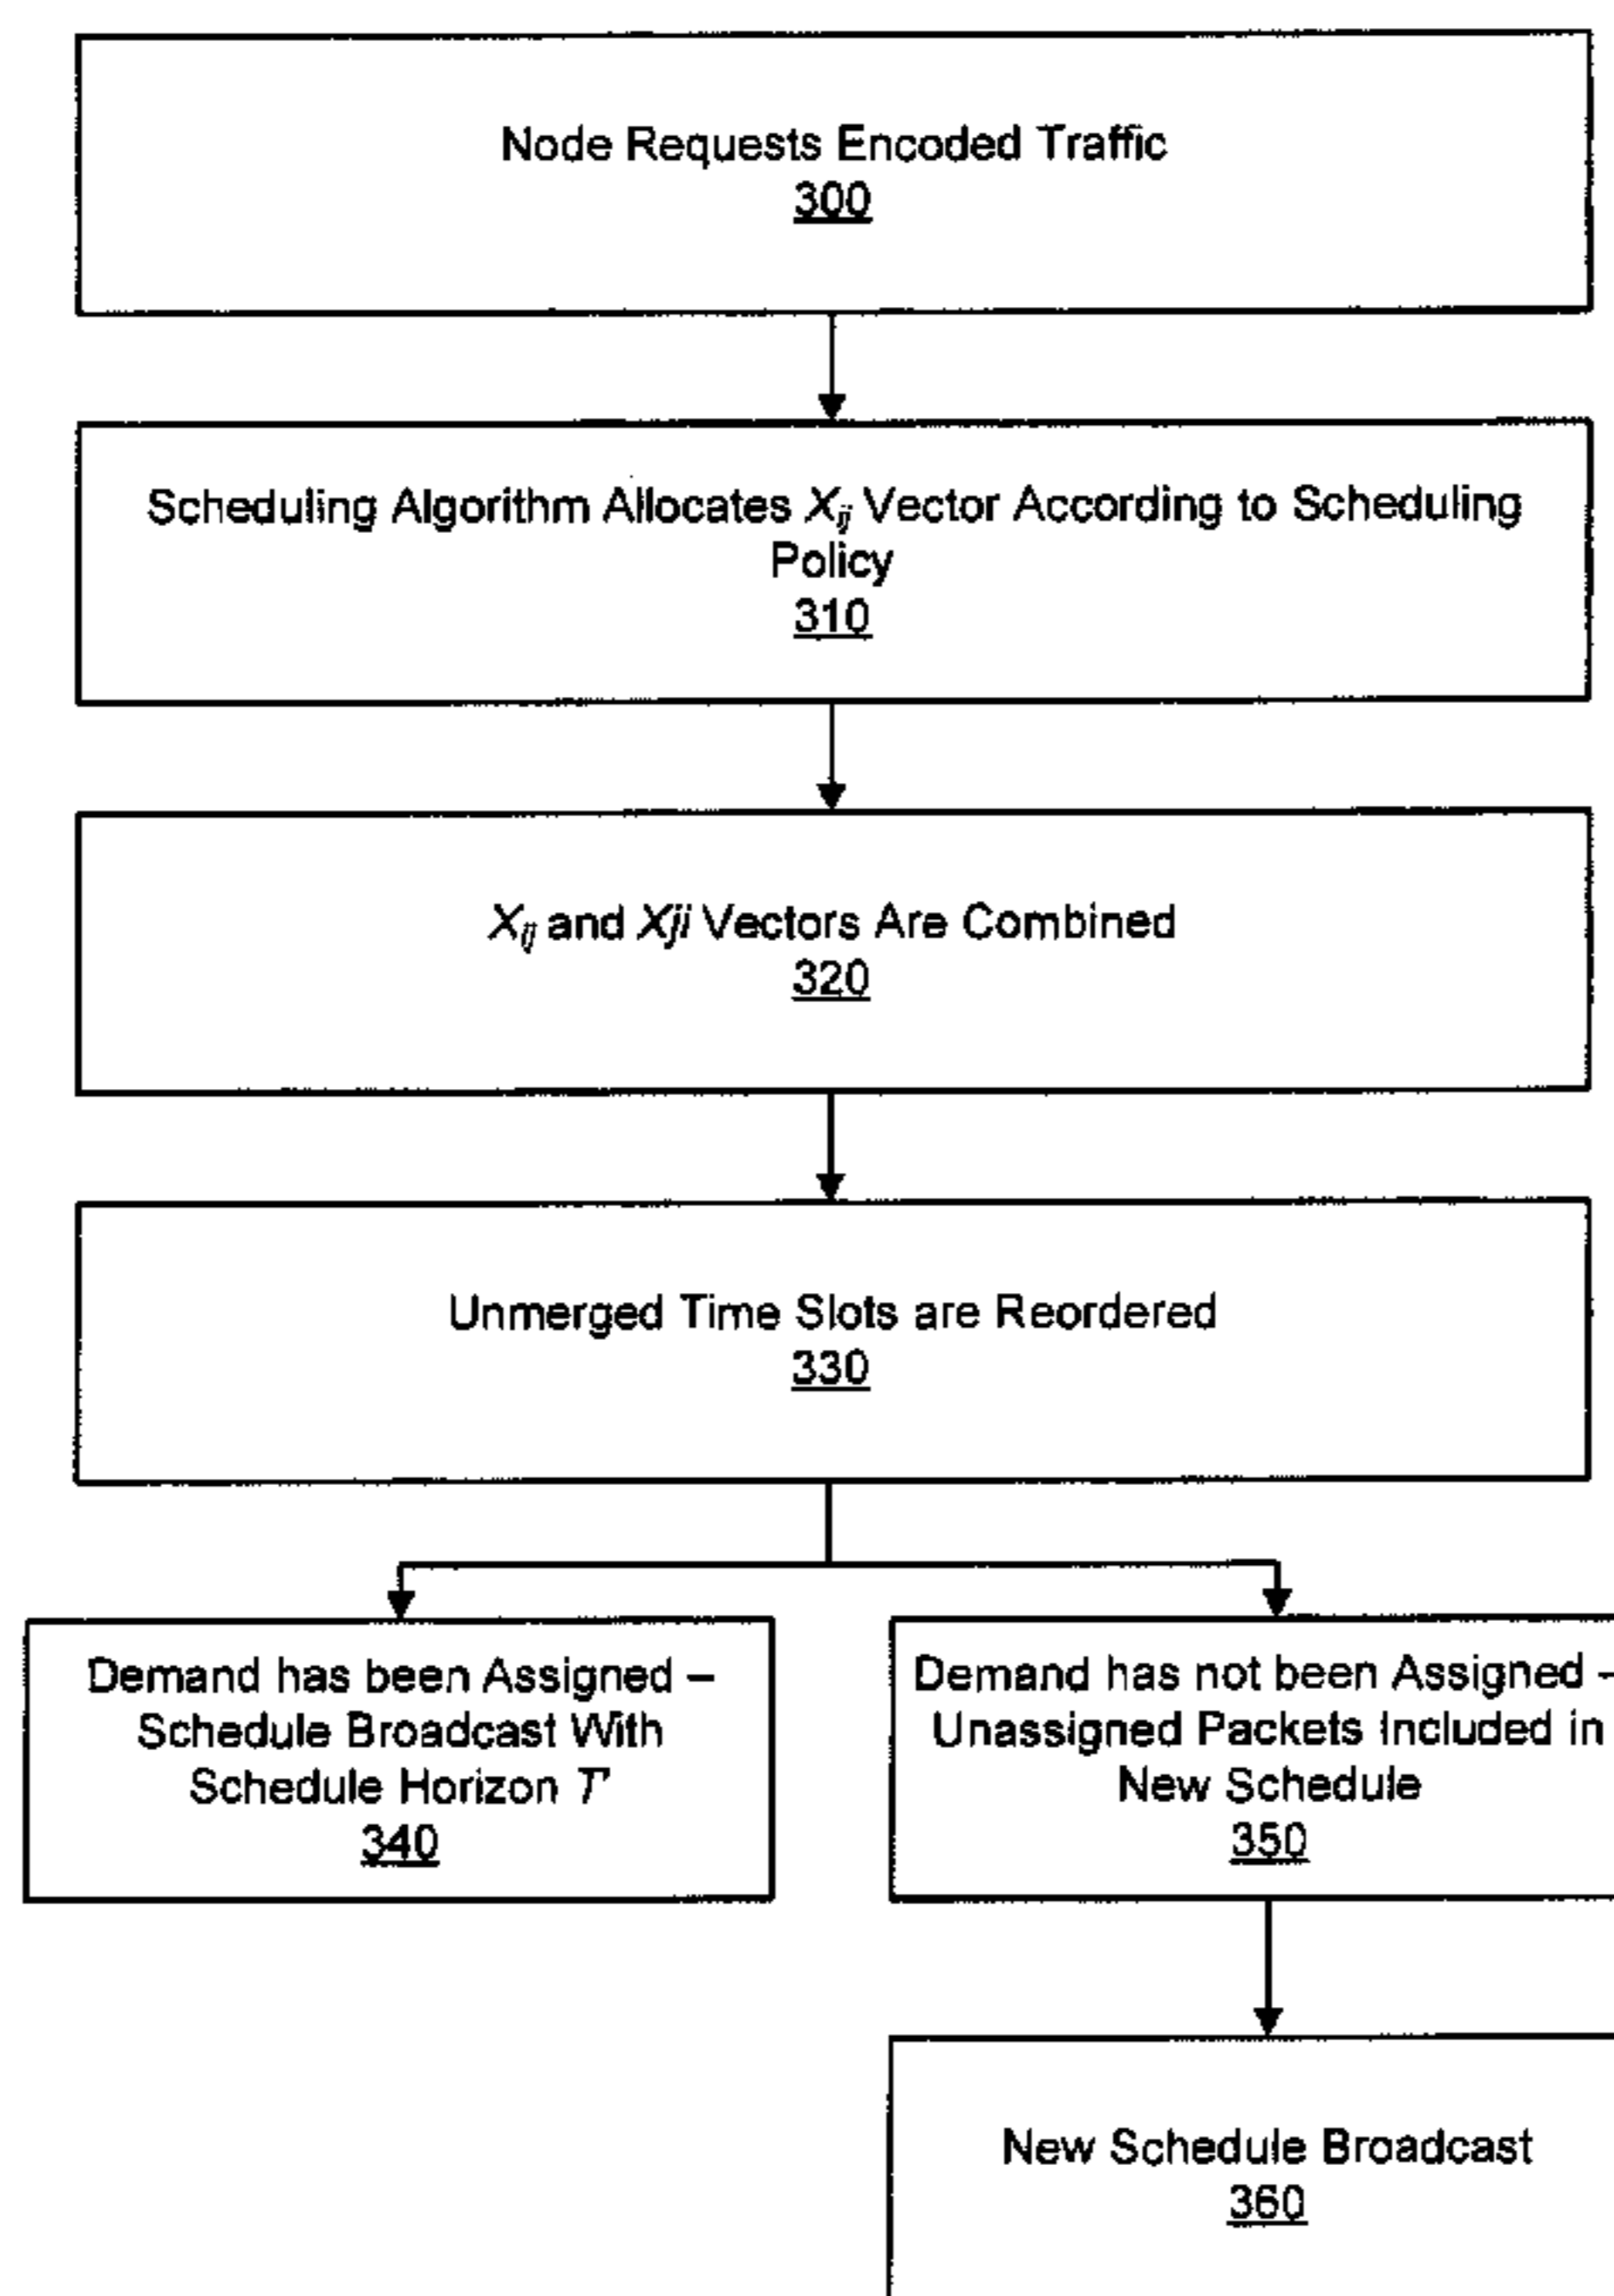 Node Requests Encoded Traffic
300
Scheduling Algorithm Allocates Xij Vector According to Scheduling
Policy
310
Xij and Xji Vectors Are Combined
320
Unmerged Time Slots are Reordered
330
Demand has been Assigned –
Schedule Broadcast With
Schedule Horizon T'
340
Demand has not been Assigned –
Unassigned Packets Included in
New Schedule
350
New Schedule Broadcast
360